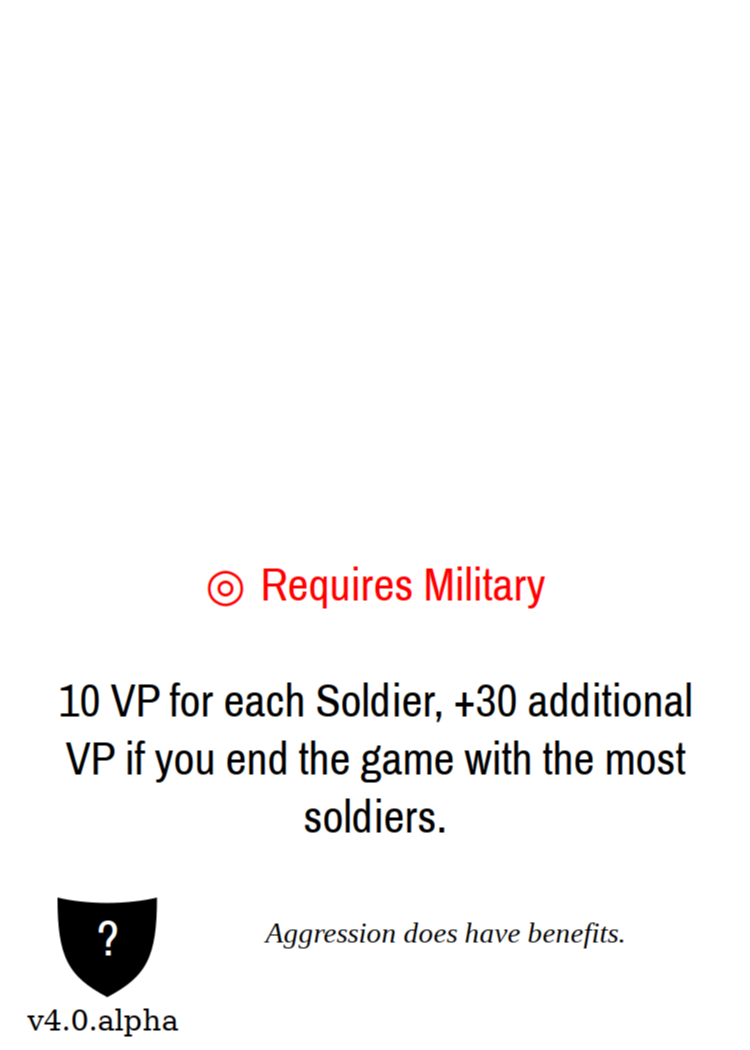 ◎ Requires Military
10 VP for each Soldier, +30 additional
VP if you end the game with the most
soldiers.
?
Aggression does have benefits.
v4.0.alpha